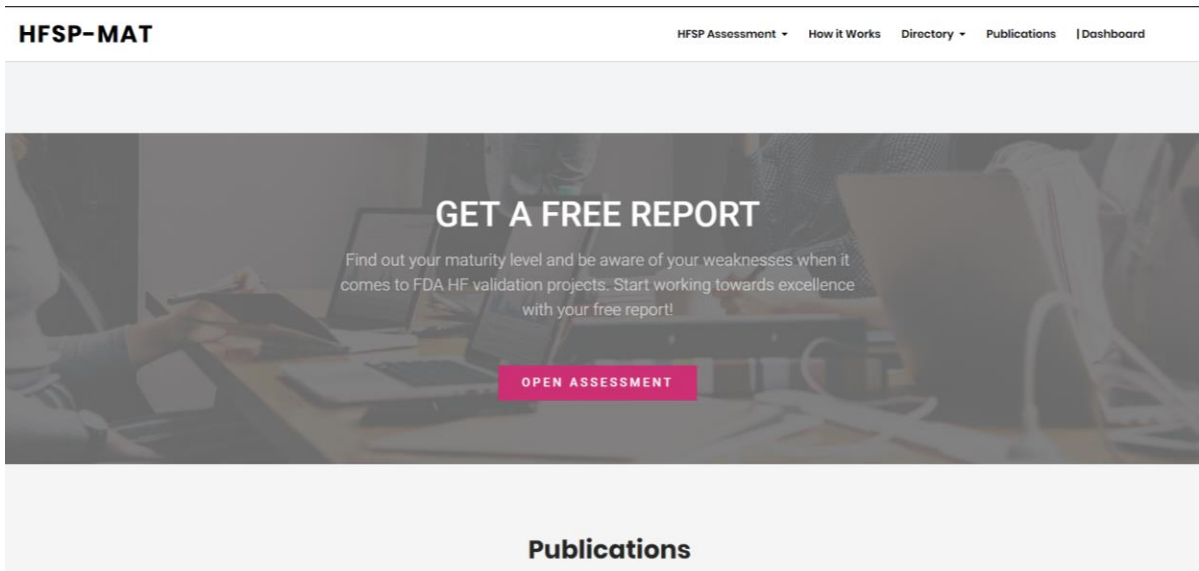 HFSP-MAT
HFSP Assessment How it Works Directory Publications | Dashboard
GET A FREE REPORT
Find out your maturity level and be aware of your weaknesses when it
comes to FDA HF validation projects. Start working towards excellence
with your free report!
OPEN ASSESSMENT
Publications